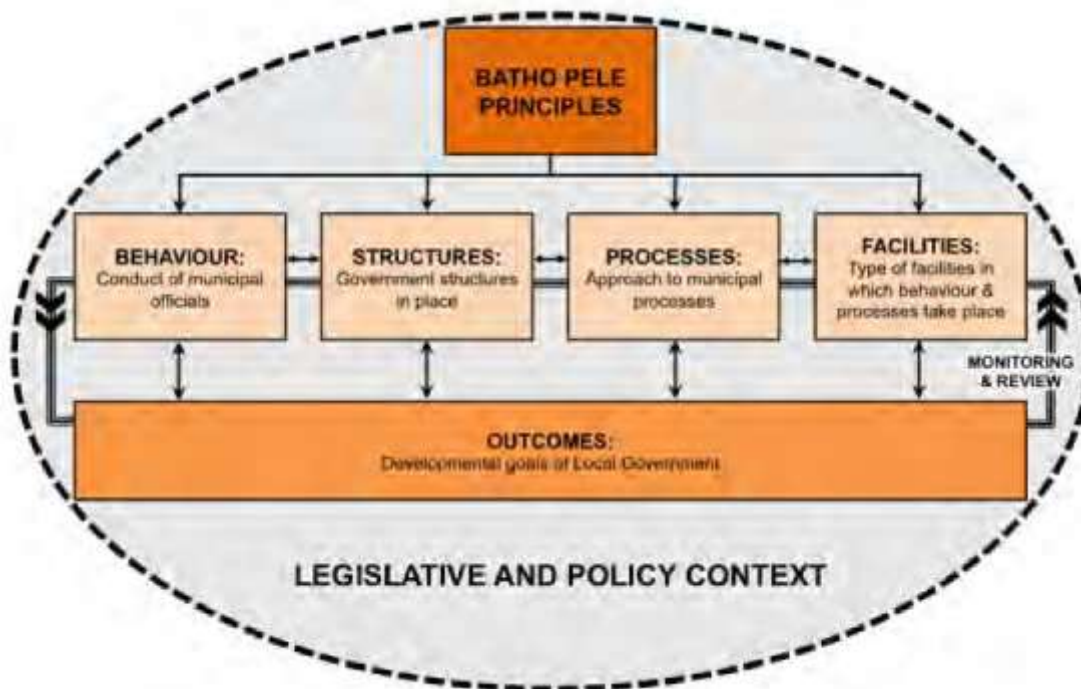 BATHO PELE
PRINCIPLES
BEHAVIOUR:
Conduct of municipal
officials
STRUCTURES:
Government structures
in place
PROCESSES:
Approach to municipal
processes
FACILITIES:
Type of facilities in
which behaviour &
processes take place
MONITORING
& REVIEW
OUTCOMES:
Developmental goals of Local Government
LEGISLATIVE AND POLICY CONTEXT